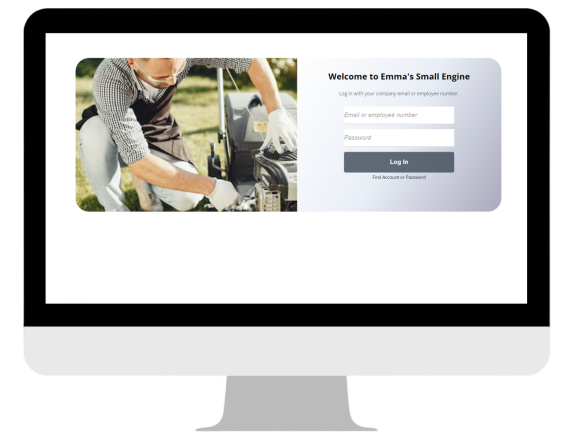 Welcome to Emma's Small Engine
Log in with your company email or employee number.
Email or employee number
Password
Log In
Find Account or Password